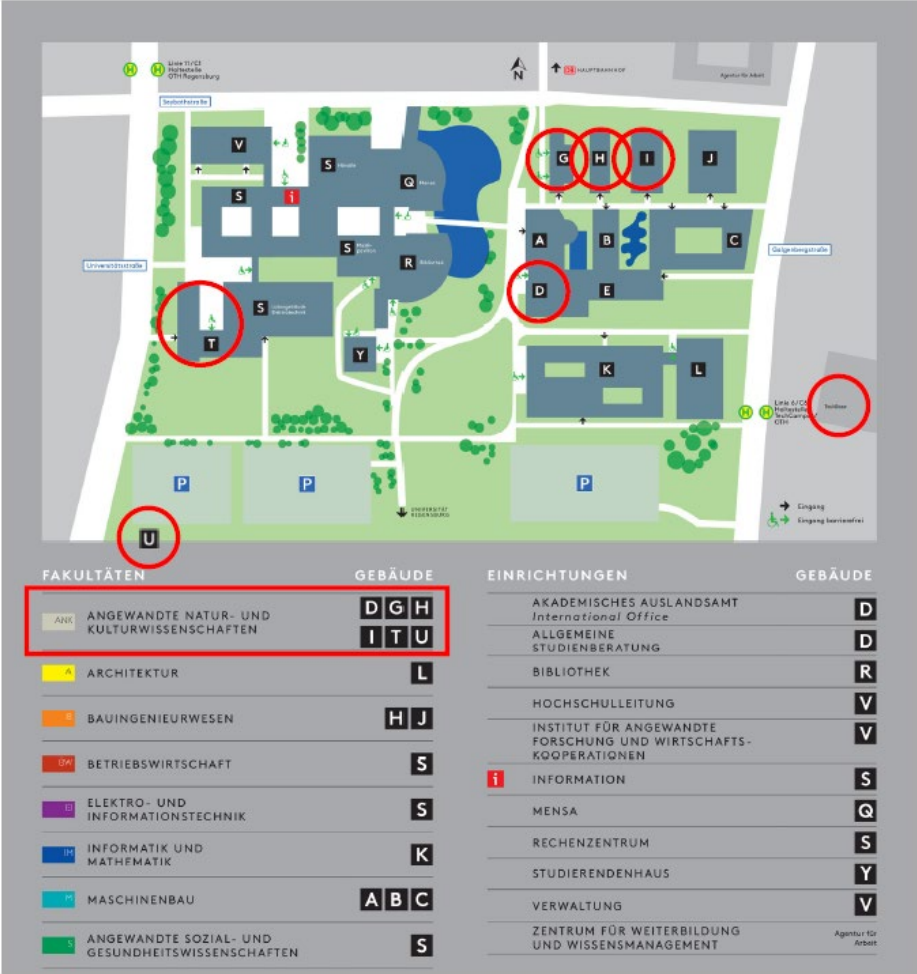 Linie 11/C1
Haltestelle
OTH Regensburg
N
HAUPTBAHNHOF
Agentur für Arbeit
Seybothstraße
V
S
Q Mensa
G
H
I
J
S
i
A
B
C
S
R
Galgenbergstraße
Universitätsstraße
D
E
S
T
Y
K
L
H
H
Linie 6/C6
Haltestelle
TechCampus/
OTH
P
P
P
UNIVERSITÄT
REGENSBURG
Eingang
Eingang barrierefrei
U
FAKULTÄTEN GEBÄUDE
ANK ANGEWANDTE NATUR- UND
KULTURWISSENSCHAFTEN
D G H
I T U
A ARCHITEKTUR L
B BAUINGENIEURWESEN H J
BW BETRIEBSWIRTSCHAFT S
EI ELEKTRO- UND
INFORMATIONSTECHNIK S
IM INFORMATIK UND
MATHEMATIK K
M MASCHINENBAU A B C
S ANGEWANDTE SOZIAL- UND
GESUNDHEITSWISSENSCHAFTEN S
EINRICHTUNGEN GEBÄUDE
AKADEMISCHES AUSLANDSAMT
International Office D
ALLGEMEINE
STUDIENBERATUNG D
BIBLIOTHEK R
HOCHSCHULLEITUNG V
INSTITUT FÜR ANGEWANDTE
FORSCHUNG UND WIRTSCHAFTS-
KOOPERATIONEN V
i INFORMATION S
MENSA Q
RECHENZENTRUM S
STUDIERENDENHAUS Y
VERWALTUNG V
ZENTRUM FÜR WEITERBILDUNG
UND WISSENSMANAGEMENT
Agentur für
Arbeit